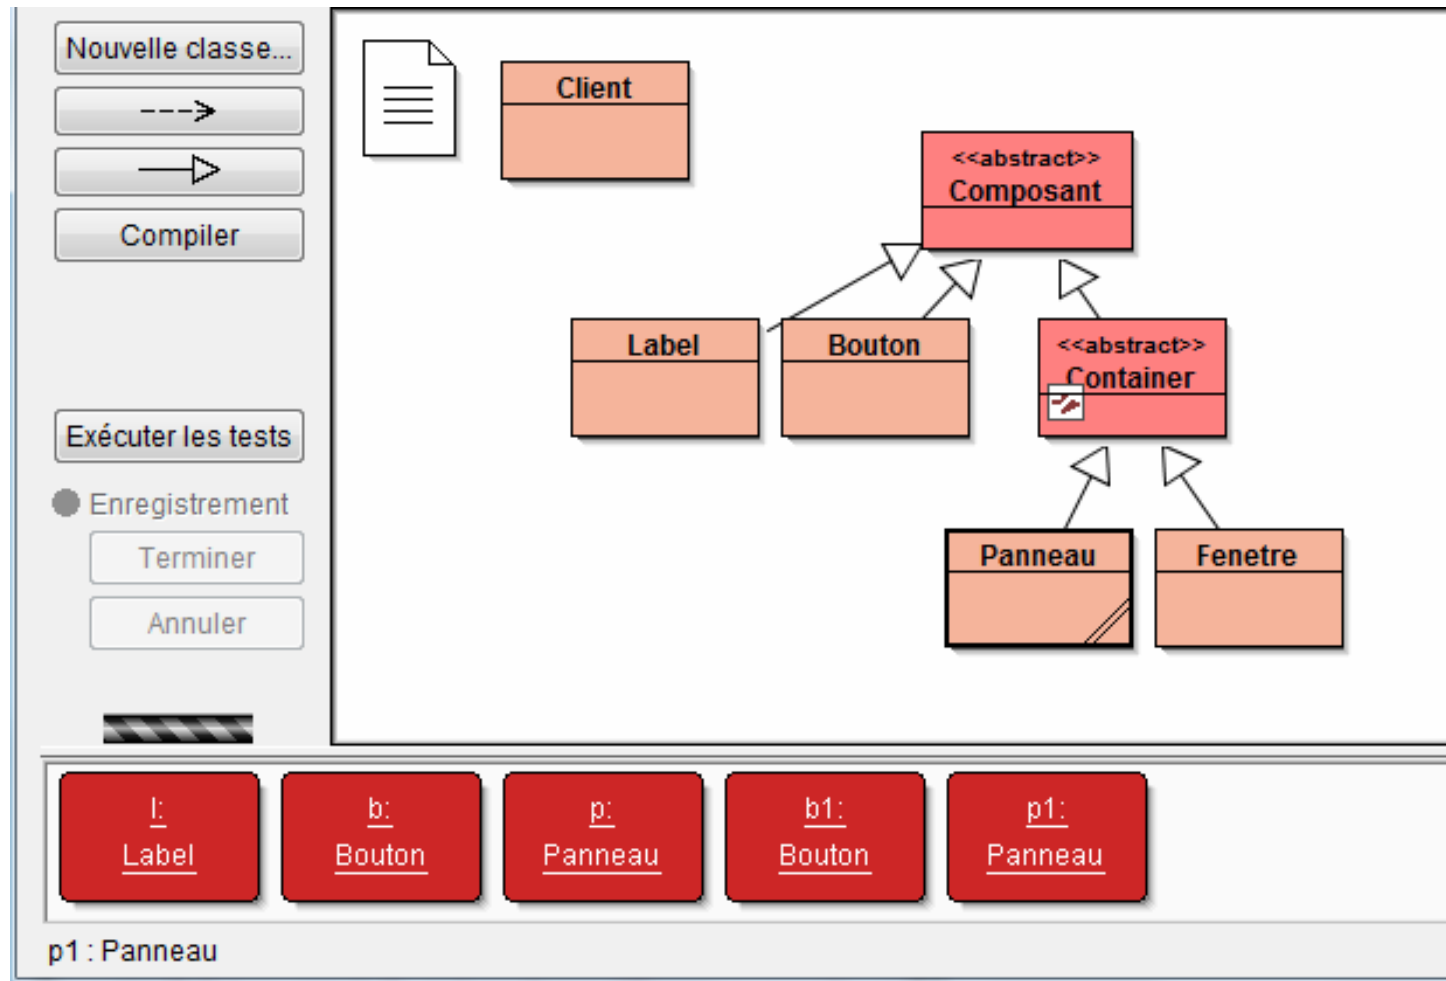 Nouvelle classe...
Compiler
Exécuter les tests
Enregistrement
Terminer
Annuler
Client
<<abstract>>
Composant
Label
Bouton
<<abstract>>
Container
Panneau
Fenetre
l:
Label
b:
Bouton
p:
Panneau
b1:
Bouton
p1:
Panneau
p1 : Panneau